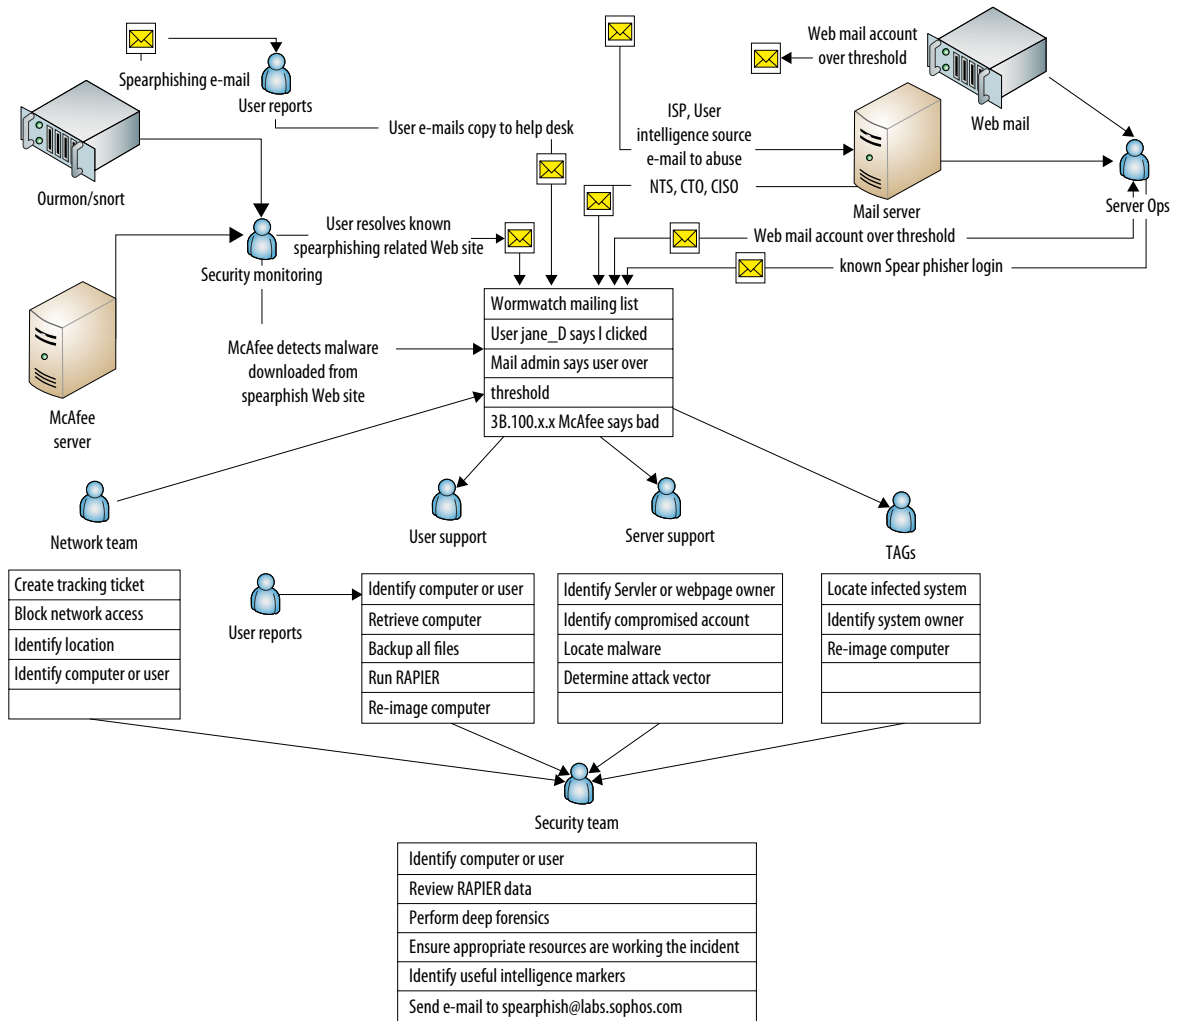 Spearphishing e-mail
User reports
Web mail account
over threshold
Web mail
User e-mails copy to help desk
ISP, User
intelligence source
e-mail to abuse
NTS, CTO, CISO
Mail server
Server Ops
Ourmon/snort
User resolves known
spearphishing related Web site
Web mail account over threshold
known Spear phisher login
Security monitoring
McAfee detects malware
downloaded from
spearphish Web site
McAfee
server
Wormwatch mailing list
User jane_D says I clicked
Mail admin says user over
threshold
3B.100.x.x McAfee says bad
Network team
Create tracking ticket
Block network access
Identify location
Identify computer or user
User reports
User support
Identify computer or user
Retrieve computer
Backup all files
Run RAPIER
Re-image computer
Server support
Identify Servler or webpage owner
Identify compromised account
Locate malware
Determine attack vector
TAGs
Locate infected system
Identify system owner
Re-image computer
Security team
Identify computer or user
Review RAPIER data
Perform deep forensics
Ensure appropriate resources are working the incident
Identify useful intelligence markers
Send e-mail to spearphish@labs.sophos.com